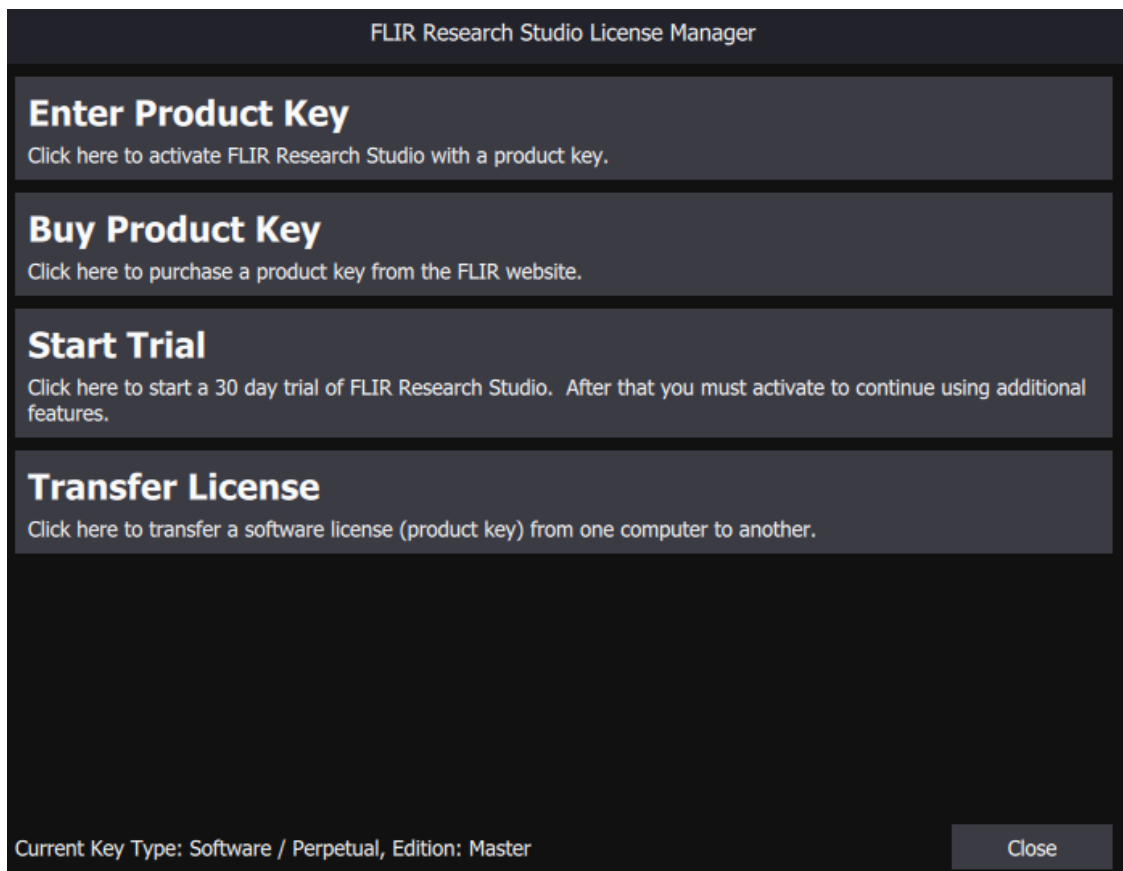 FLIR Research Studio License Manager
Enter Product Key
Click here to activate FLIR Research Studio with a product key.
Buy Product Key
Click here to purchase a product key from the FLIR website.
Start Trial
Click here to start a 30 day trial of FLIR Research Studio.  After that you must activate to continue using additional
features.
Transfer License
Click here to transfer a software license (product key) from one computer to another.
Current Key Type: Software / Perpetual, Edition: Master
Close